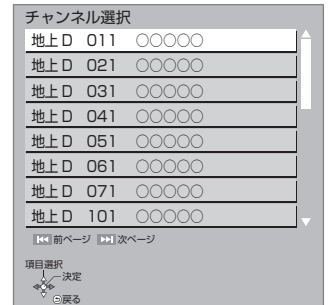 チャンネル選択
地上D 011 ○○○○○
地上D 021 ○○○○○
地上D 031 ○○○○○
地上D 041 ○○○○○
地上D 051 ○○○○○
地上D 061 ○○○○○
地上D 071 ○○○○○
地上D 101 ○○○○○
前ページ 次ページ
項目選択
決定
戻る